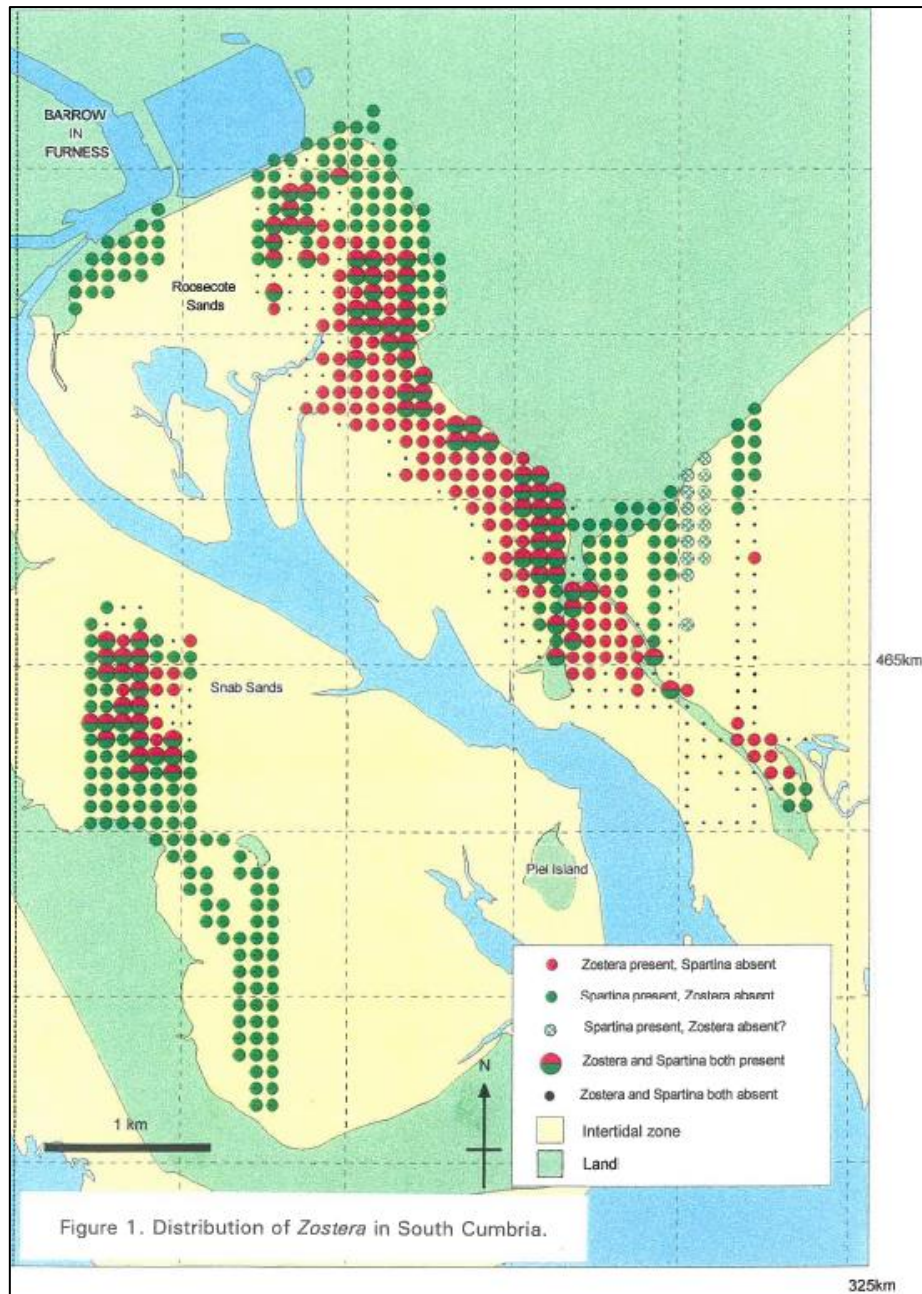 BARROW
IN
FURNESS
Roosecote
Sands
465km
Snab Sands
Piel Island
Zostera present, Spartina absent
Spartina present, Zostera absent
Spartina present, Zostera absent?
Zostera and Spartina both present
Zostera and Spartina both absent
Intertidal zone
Land
N
1 km
Figure 1. Distribution of Zostera in South Cumbria.
325km